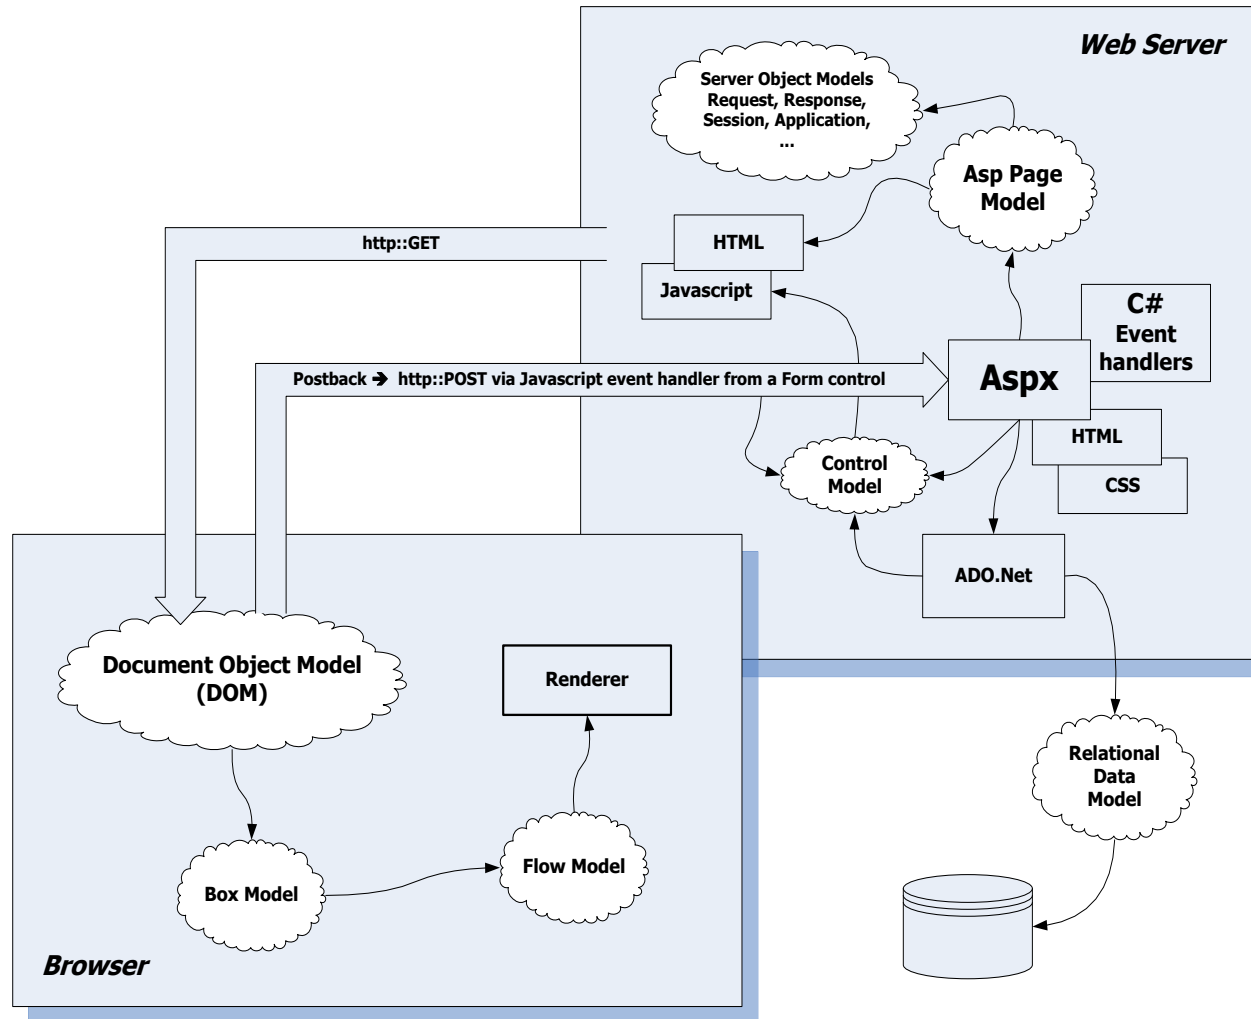 Web Server
Server Object Models
Request, Response,
Session, Application,
...
Asp Page
Model
http::GET
HTML
Javascript
C#
Event
handlers
Postback ➔ http::POST via Javascript event handler from a Form control
Aspx
HTML
CSS
Control
Model
ADO.Net
Document Object Model
(DOM)
Renderer
Relational
Data
Model
Box Model
Flow Model
Browser